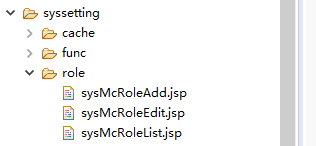 syssetting
cache
func
role
sysMcRoleAdd.jsp
sysMcRoleEdit.jsp
sysMcRoleList.jsp